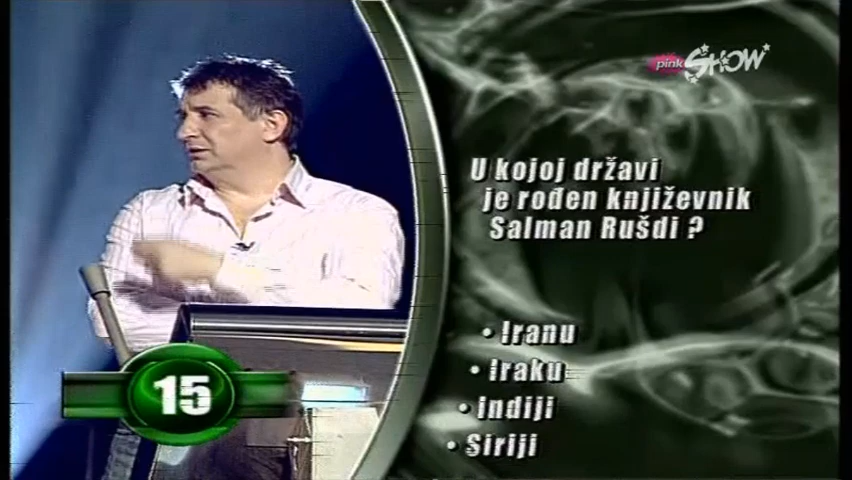 pink SHOW
U kojoj državi
je rođen književnik
Salman Rušdi ?
• Iranu
• Iraku
• Indiji
• Siriji
15